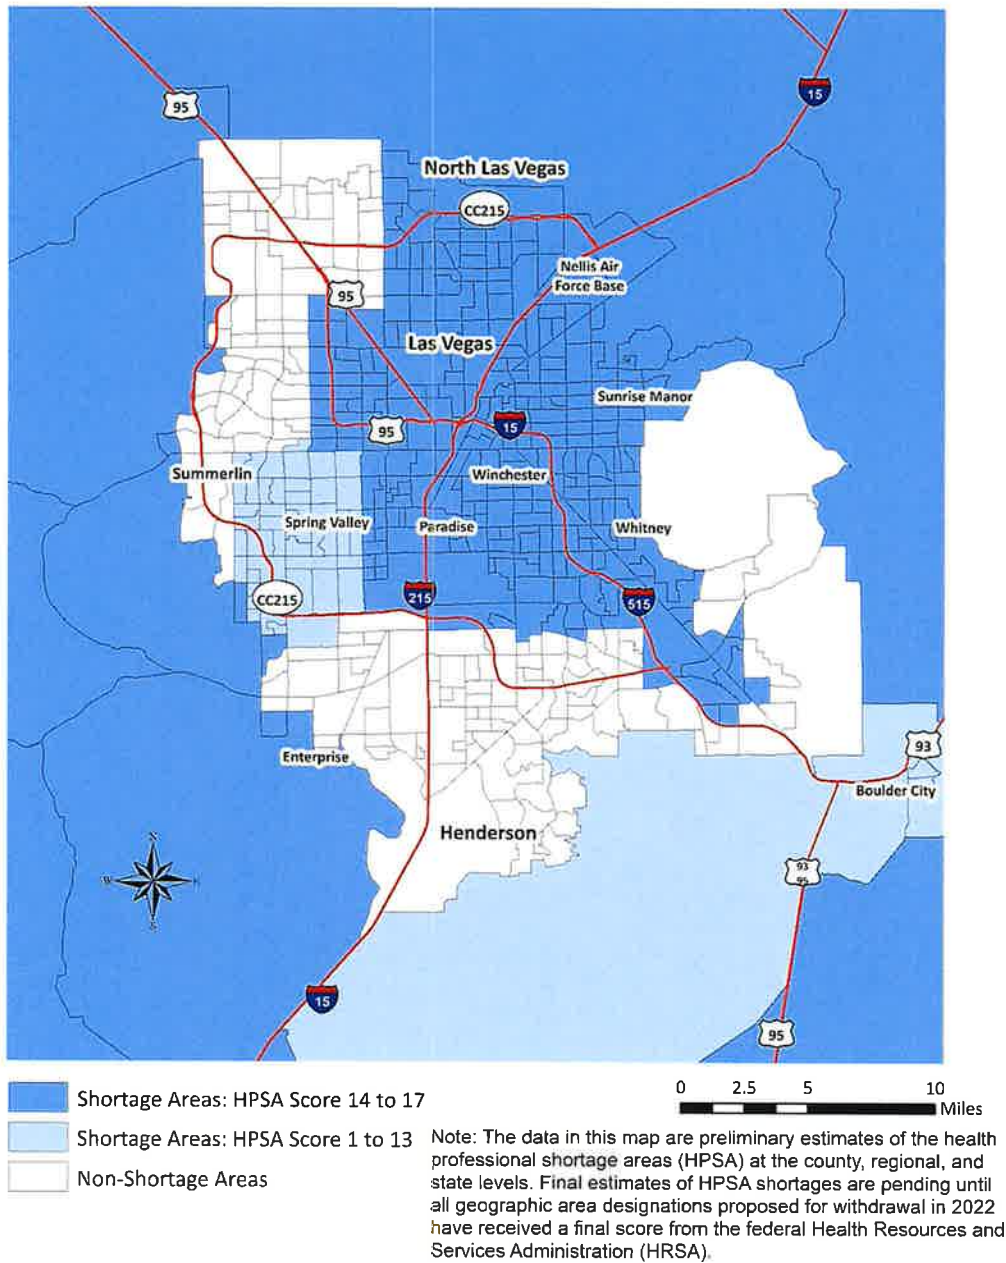 95
15
North Las Vegas
CC215
Nellis Air
Force Base
95
Las Vegas
Sunrise Manor
95
15
Summerlin
Winchester
Spring Valley
Paradise
Whitney
CC215
215
515
93
Enterprise
Boulder City
Henderson
N
W
E
S
93
95
15
95
Shortage Areas: HPSA Score 14 to 17
Shortage Areas: HPSA Score 1 to 13
Non-Shortage Areas
0 2.5 5 10
Miles
Note: The data in this map are preliminary estimates of the health
professional shortage areas (HPSA) at the county, regional, and
state levels. Final estimates of HPSA shortages are pending until
all geographic area designations proposed for withdrawal in 2022
have received a final score from the federal Health Resources and
Services Administration (HRSA).